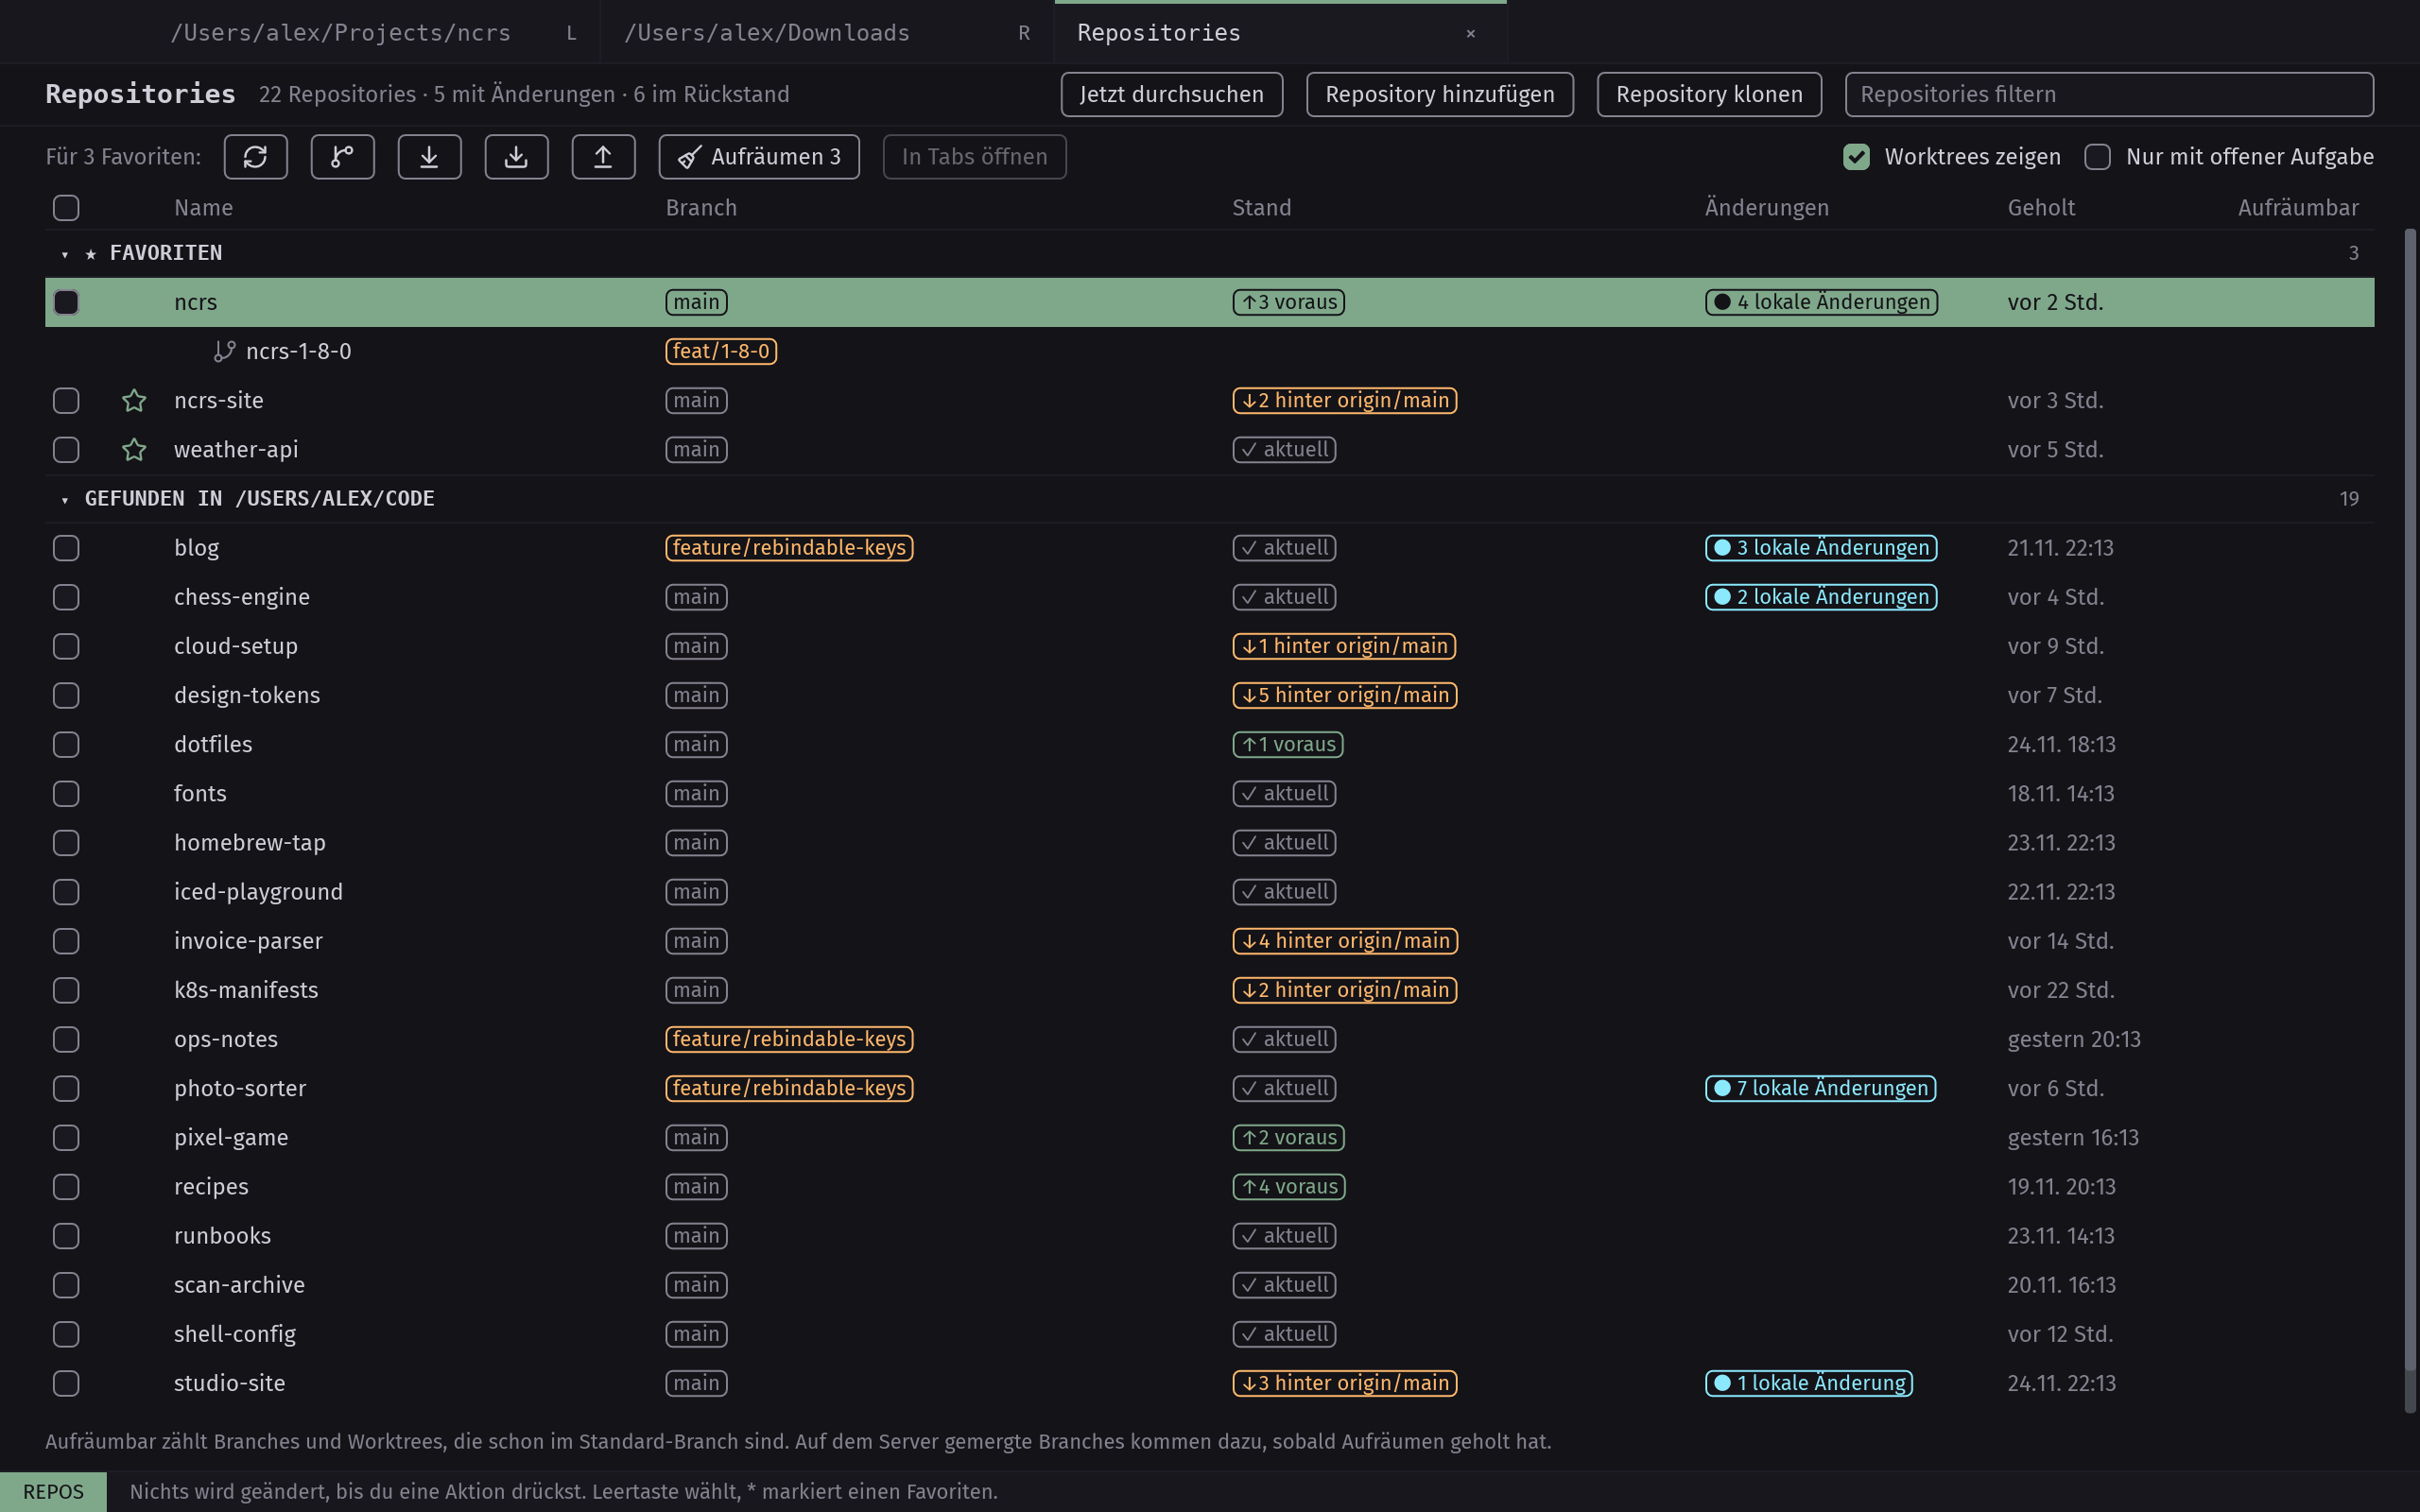 /Users/alex/Projects/ncrs L /Users/alex/Downloads R Repositories ×
Repositories 22 Repositories · 5 mit Änderungen · 6 im Rückstand Jetzt durchsuchen Repository hinzufügen Repository klonen Repositories filtern
Für 3 Favoriten: Aufräumen 3 In Tabs öffnen Worktrees zeigen Nur mit offener Aufgabe
Name Branch Stand Änderungen Geholt Aufräumbar
▾ ★ FAVORITEN 3
ncrs main ↑3 voraus ● 4 lokale Änderungen vor 2 Std.
ncrs-1-8-0 feat/1-8-0
ncrs-site main ↓2 hinter origin/main vor 3 Std.
weather-api main ✓ aktuell vor 5 Std.
▾ GEFUNDEN IN /USERS/ALEX/CODE 19
blog feature/rebindable-keys ✓ aktuell ● 3 lokale Änderungen 21.11. 22:13
chess-engine main ✓ aktuell ● 2 lokale Änderungen vor 4 Std.
cloud-setup main ↓1 hinter origin/main vor 9 Std.
design-tokens main ↓5 hinter origin/main vor 7 Std.
dotfiles main ↑1 voraus 24.11. 18:13
fonts main ✓ aktuell 18.11. 14:13
homebrew-tap main ✓ aktuell 23.11. 22:13
iced-playground main ✓ aktuell 22.11. 22:13
invoice-parser main ↓4 hinter origin/main vor 14 Std.
k8s-manifests main ↓2 hinter origin/main vor 22 Std.
ops-notes feature/rebindable-keys ✓ aktuell gestern 20:13
photo-sorter feature/rebindable-keys ✓ aktuell ● 7 lokale Änderungen vor 6 Std.
pixel-game main ↑2 voraus gestern 16:13
recipes main ↑4 voraus 19.11. 20:13
runbooks main ✓ aktuell 23.11. 14:13
scan-archive main ✓ aktuell 20.11. 16:13
shell-config main ✓ aktuell vor 12 Std.
studio-site main ↓3 hinter origin/main ● 1 lokale Änderung 24.11. 22:13
Aufräumbar zählt Branches und Worktrees, die schon im Standard-Branch sind. Auf dem Server gemergte Branches kommen dazu, sobald Aufräumen geholt hat.
REPOS Nichts wird geändert, bis du eine Aktion drückst. Leertaste wählt, * markiert einen Favoriten.